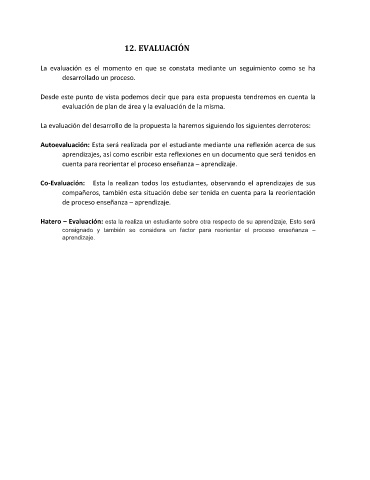 12. EVALUACIÓN
La evaluación es el momento en que se constata mediante un seguimiento como se ha
desarrollado un proceso.
Desde este punto de vista podemos decir que para esta propuesta tendremos en cuenta la
evaluación de plan de área y la evaluación de la misma.
La evaluación del desarrollo de la propuesta la haremos siguiendo los siguientes derroteros:
Autoevaluación: Esta será realizada por el estudiante mediante una reflexión acerca de sus
aprendizajes, asi como escribir esta reflexiones en un documento que será tenidos en
cuenta para reorientar el proceso enseñanza – aprendizaje.
Co-Evaluación: Esta la realizan todos los estudiantes, observando el aprendizajes de sus
compañeros, también esta situación debe ser tenida en cuenta para la reorientación
de proceso enseñanza – aprendizaje.
Hatero – Evaluación: esta la realiza un estudiante sobre otra respecto de su aprendizaje, Esto será
consignado y también se considera un factor para reorientar el proceso enseñanza –
aprendizaje.